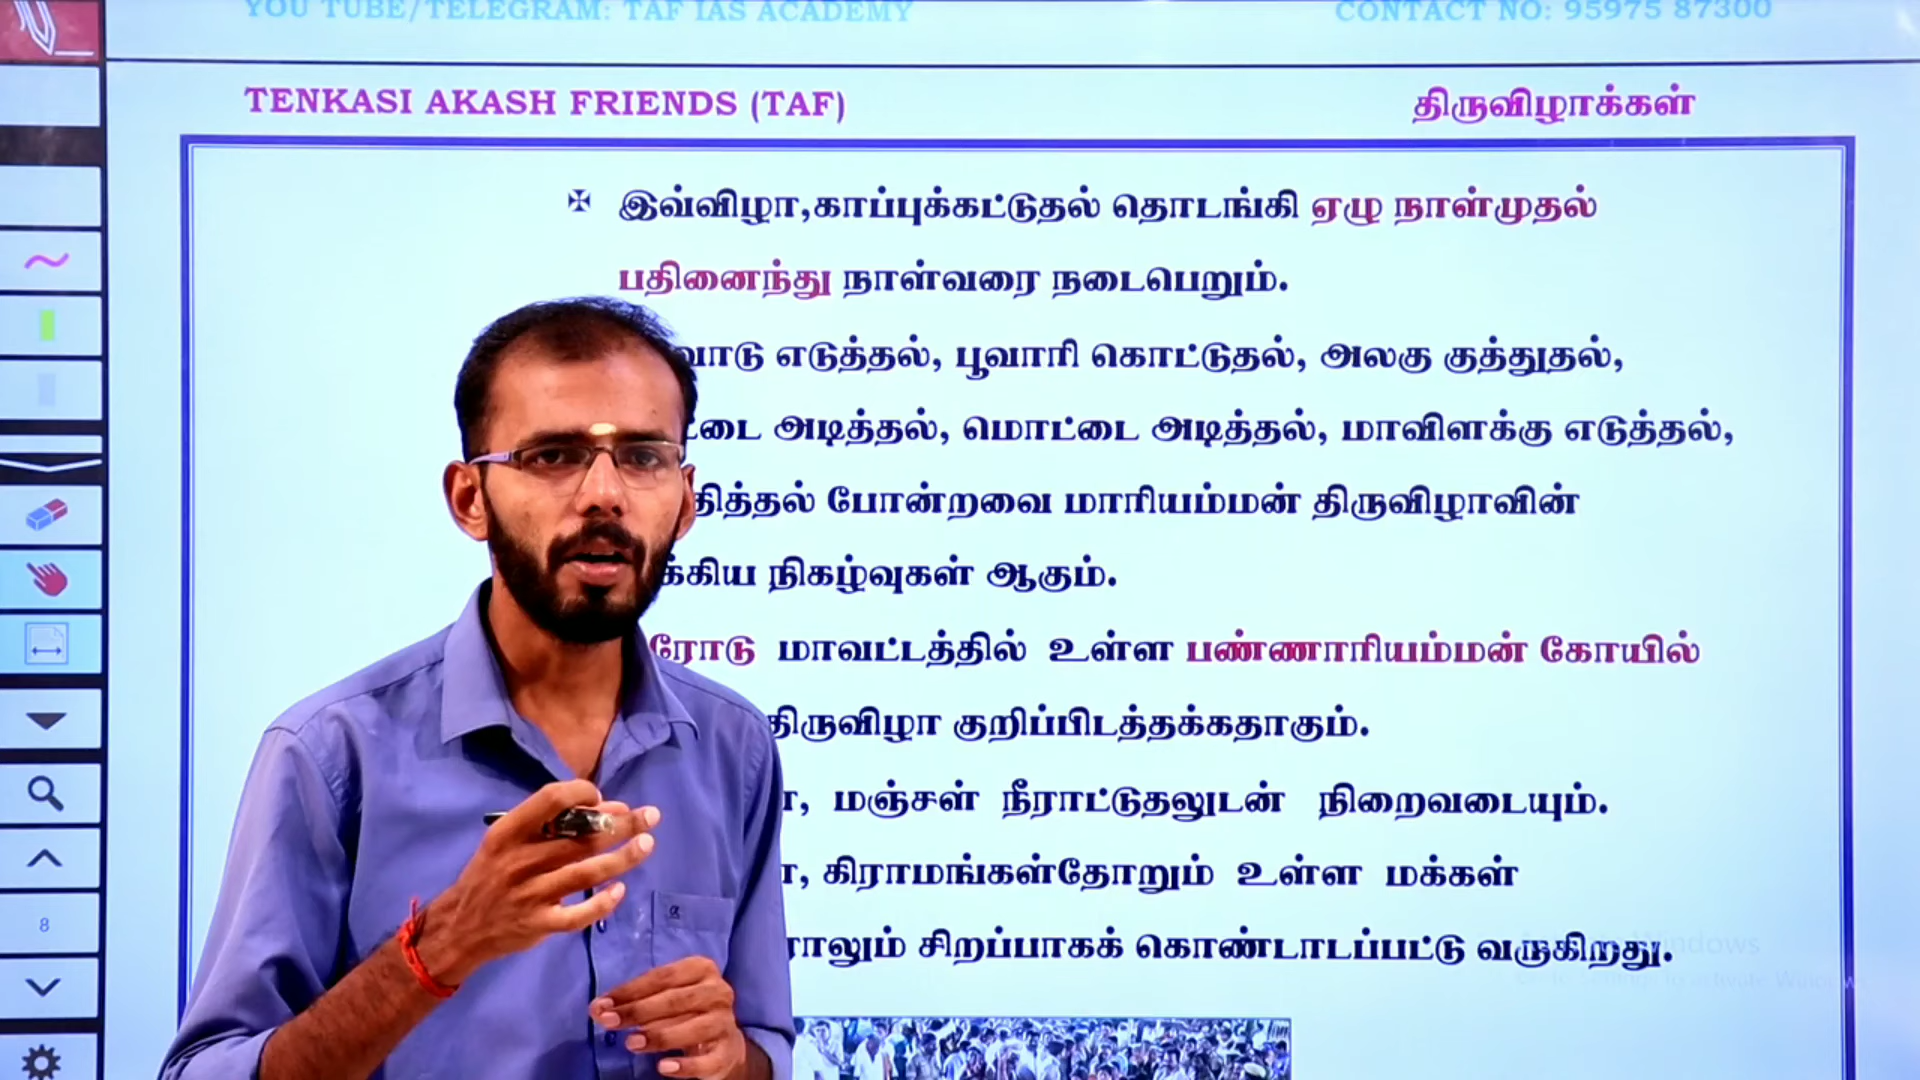 YOU TUBE/TELEGRAM: TAF IAS ACADEMY
CONTACT NO: 95975 87300
TENKASI AKASH FRIENDS (TAF)
திருவிழாக்கள்
✠ இவ்விழா,காப்புக்கட்டுதல் தொடங்கி ஏழு நாள்முதல்
பதினைந்து நாள்வரை நடைபெறும்.
எடுத்தல், பூவாரி கொட்டுதல், அலகு குத்துதல்,
அடித்தல், மொட்டை அடித்தல், மாவிளக்கு எடுத்தல்,
போன்றவை மாரியம்மன் திருவிழாவின்
நிகழ்வுகள் ஆகும்.
மாவட்டத்தில் உள்ள பண்ணாரியம்மன் கோயில்
திருவிழா குறிப்பிடத்தக்கதாகும்.
மஞ்சள் நீராட்டுதலுடன் நிறைவடையும்.
கிராமங்கள்தோறும் உள்ள மக்கள்
சிறப்பாகக் கொண்டாடப்பட்டு வருகிறது.
8